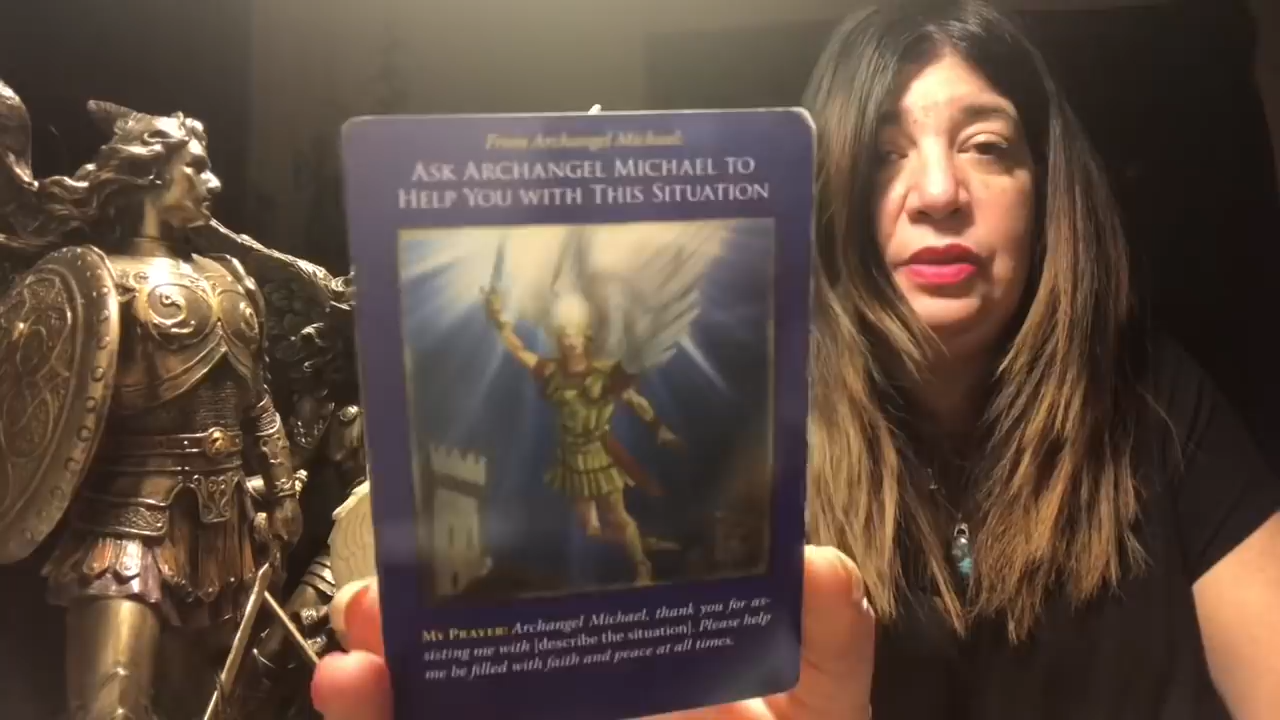 From Archangel Michael:
ASK ARCHANGEL MICHAEL TO
HELP YOU WITH THIS SITUATION
MY PRAYER: Archangel Michael, thank you for as-
sisting me with [describe the situation]. Please help
me be filled with faith and peace at all times.